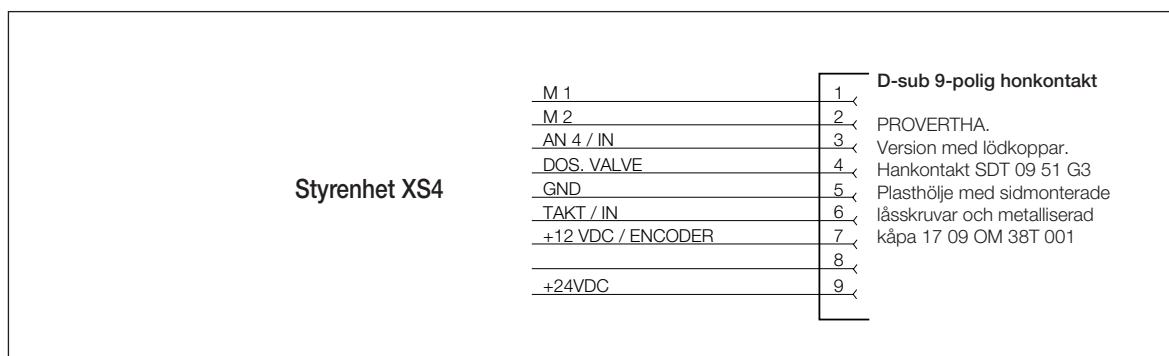 Styrenhet XS4
M 1 1
M 2 2
AN 4 / IN 3
DOS. VALVE 4
GND 5
TAKT / IN 6
+12 VDC / ENCODER 7
8
+24VDC 9
D-sub 9-polig honkontakt
PROVERTHA.
Version med lödkoppar.
Hankontakt SDT 09 51 G3
Plasthölje med sidmonterade
låsskruvar och metalliserad
kåpa 17 09 OM 38T 001